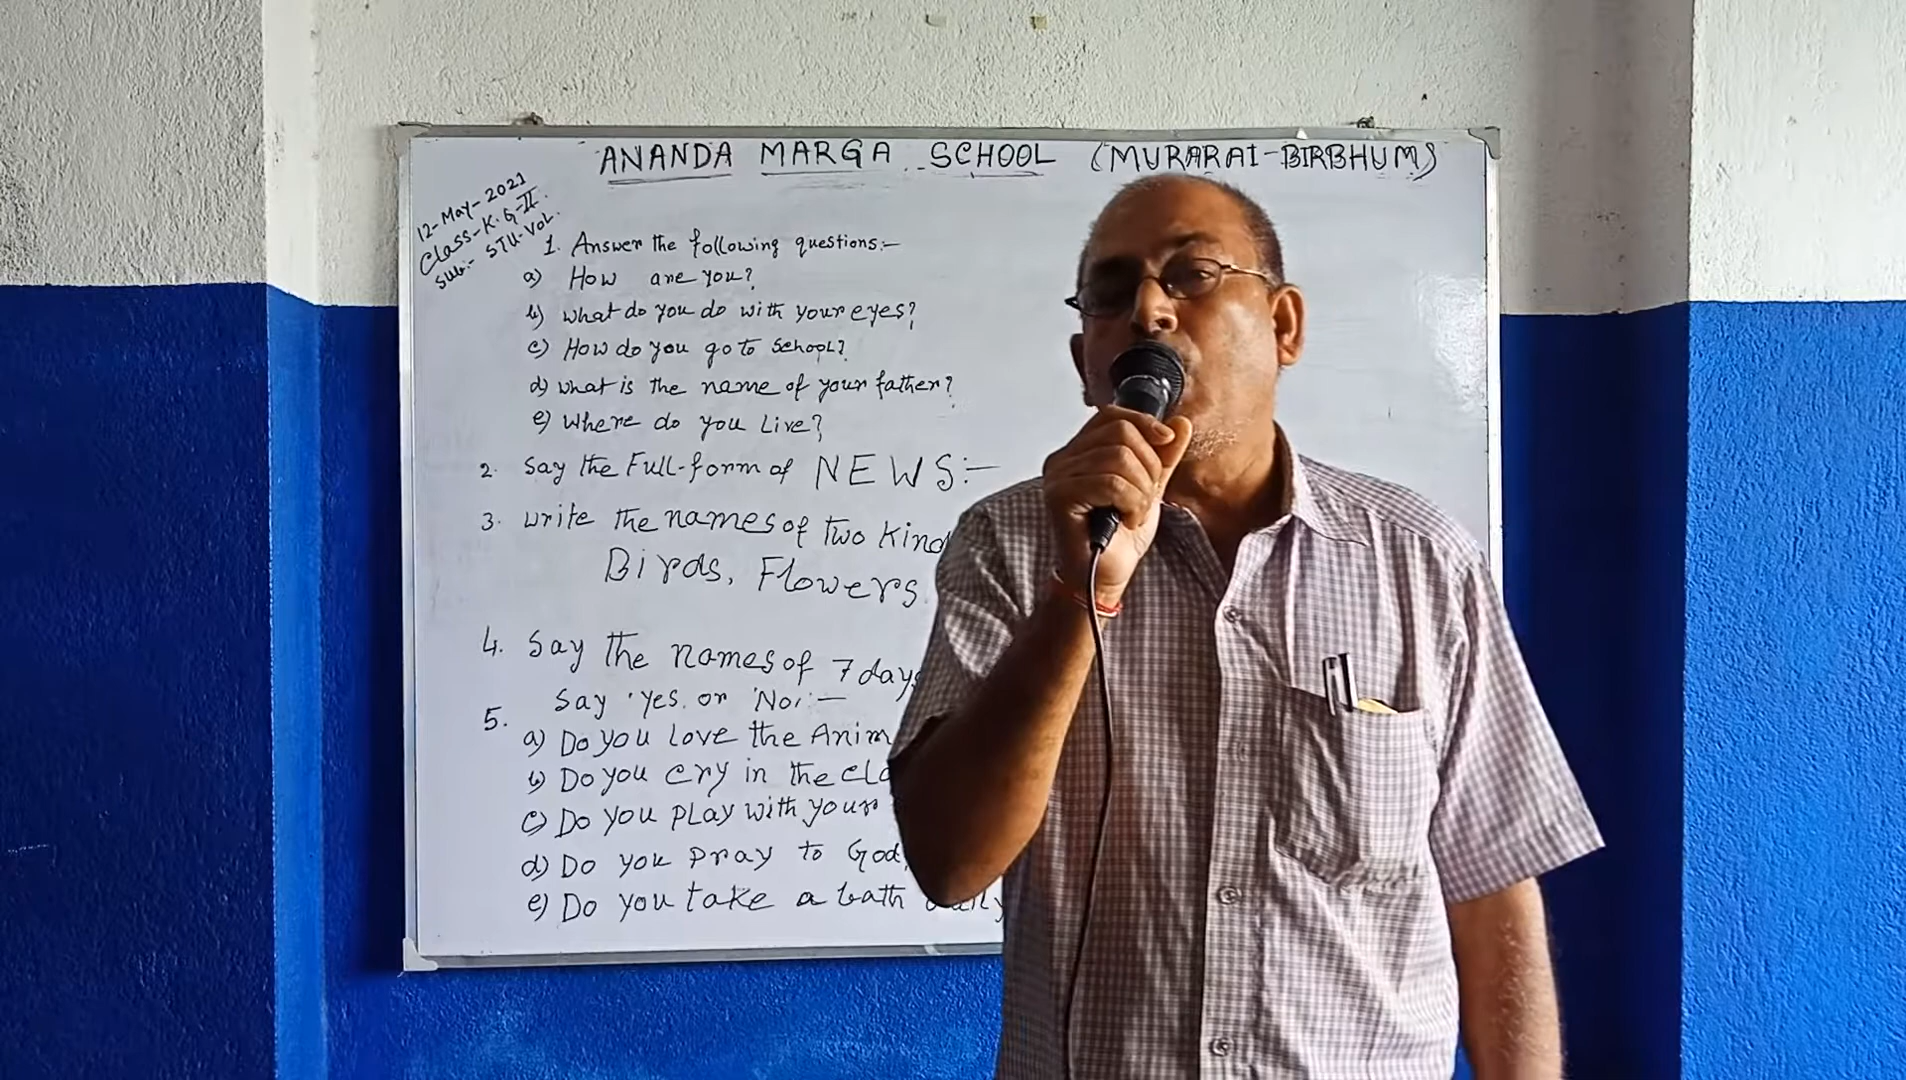 ANANDA MARGA SCHOOL (MURARAI-BIRBHUM)
12-May-2021
Class-K.G-II.
Sub:- STU-Vol.
1. Answer the following questions:-
a) How are you?
b) what do you do with your eyes?
c) How do you go to School?
d) what is the name of your father?
e) Where do you Live?
2. Say the Full-form of NEWS:-
3. Write the names of two Kind
Birds, Flowers.
4. Say the names of 7 days
5. Say 'Yes' or 'No':-
a) Do you Love the Anim
b) Do you cry in the cla
c) Do you PLay with your
d) Do you pray to God
e) Do you take a bath daily